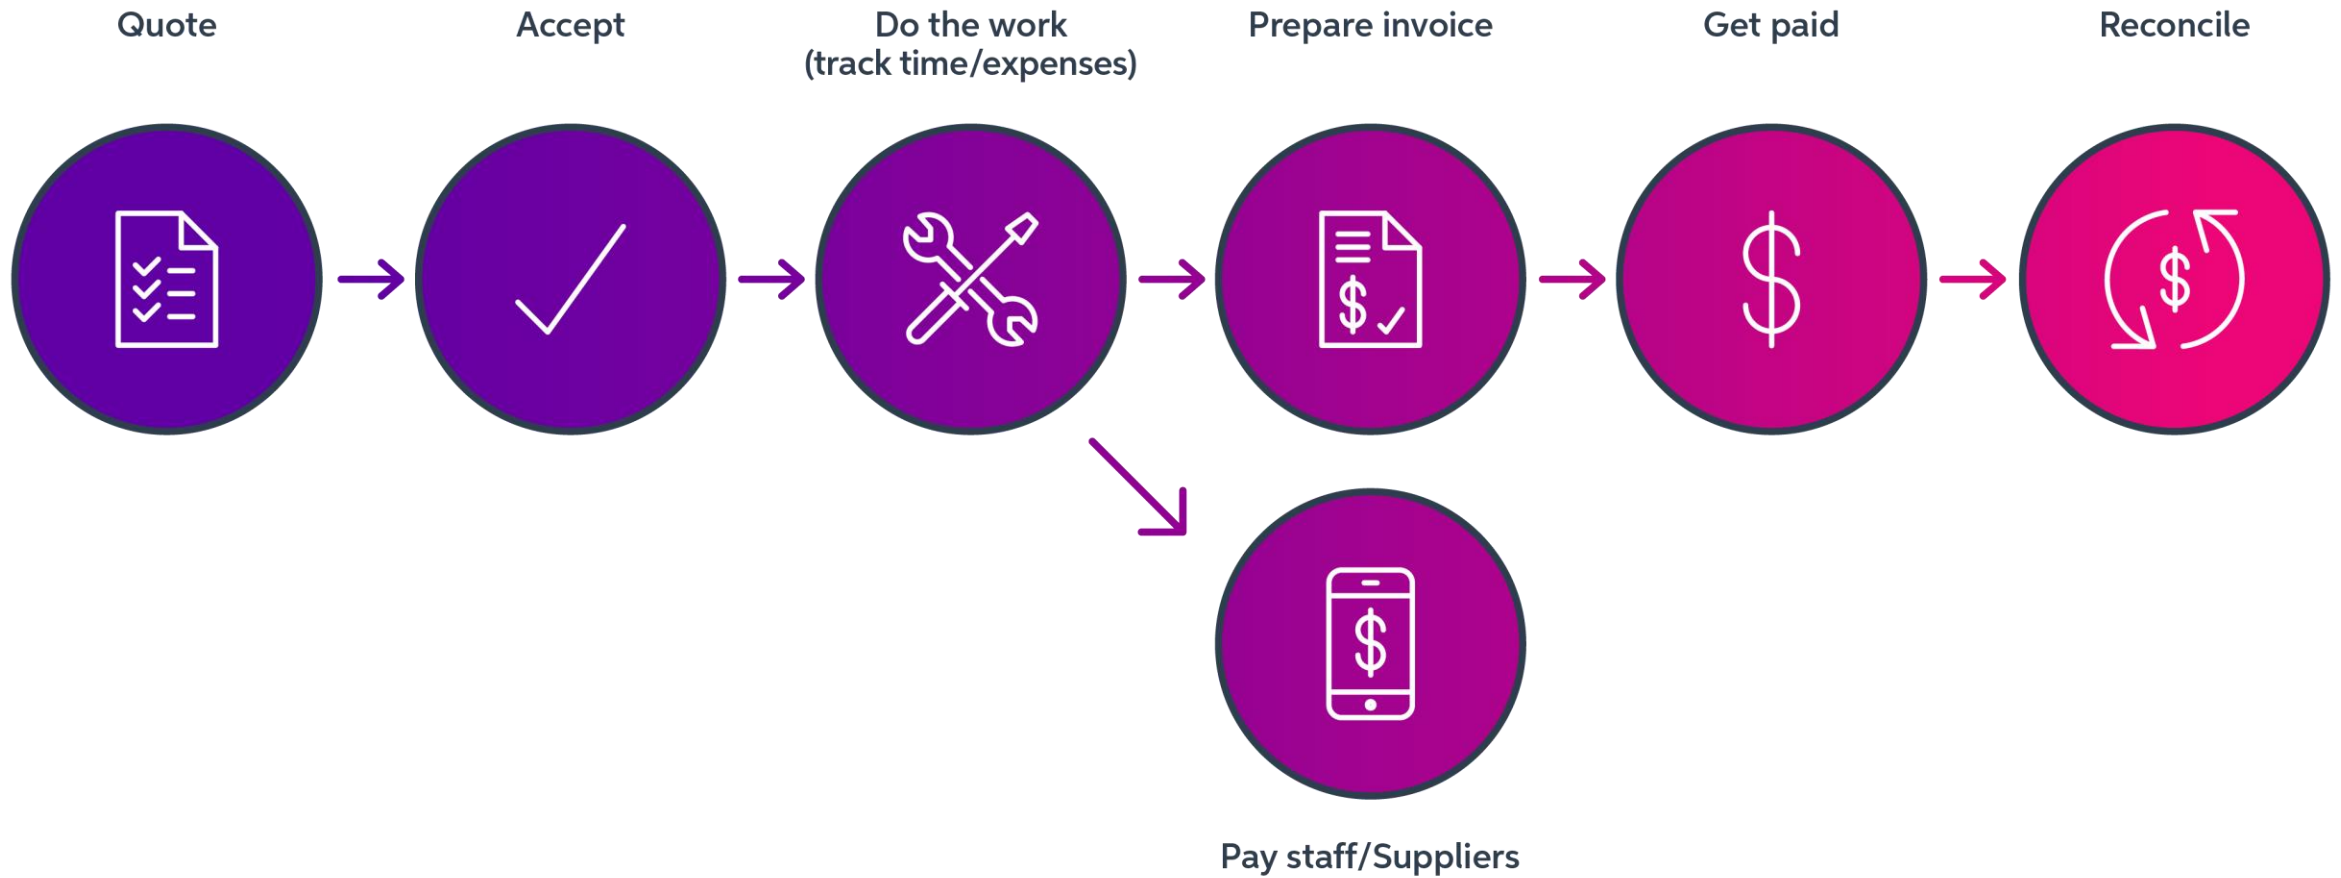 Quote
Accept
Do the work
(track time/expenses)
Prepare invoice
Get paid
Reconcile
Pay staff/Suppliers